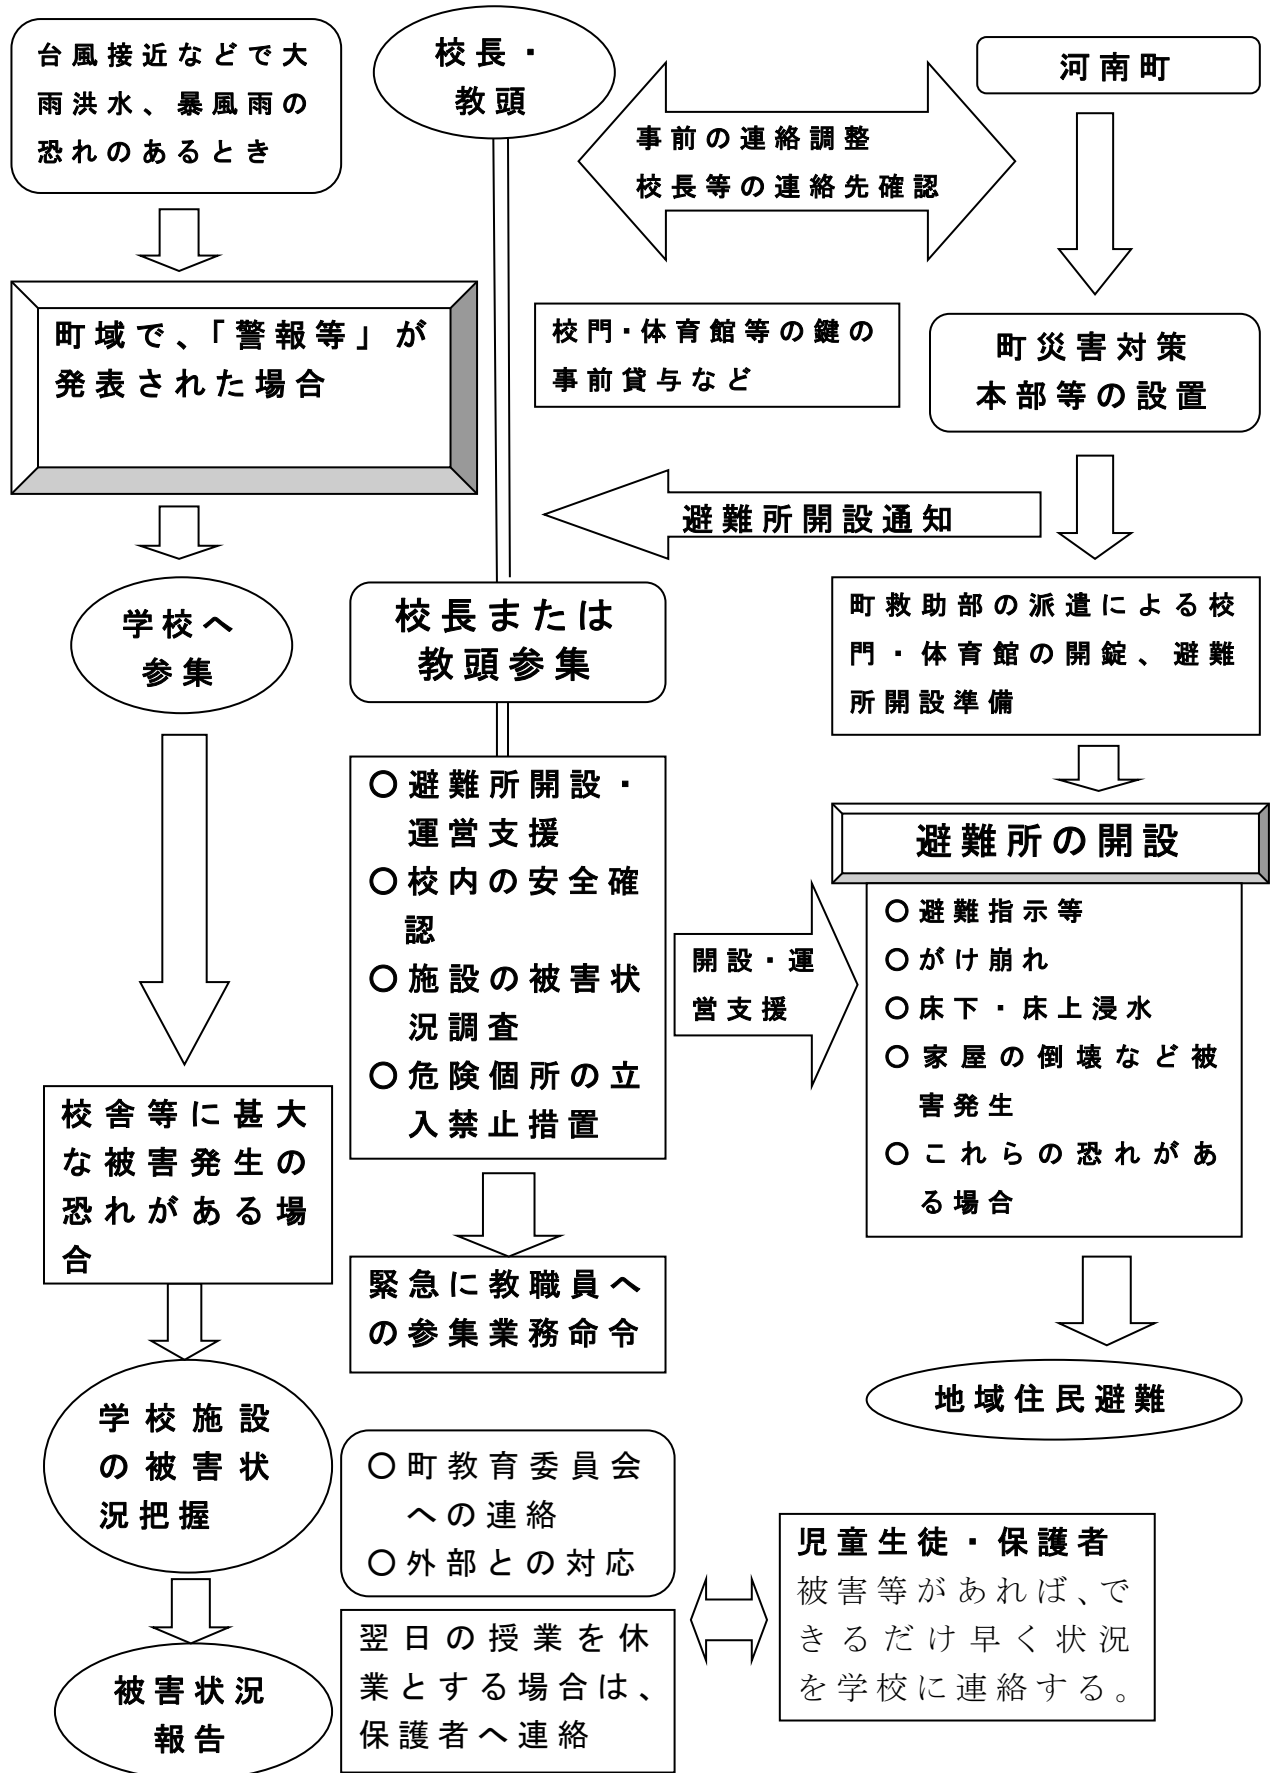 台風接近などで大
雨洪水、暴風雨の
恐れのあるとき
校長・
教頭
河南町
事前の連絡調整
校長等の連絡先確認
町域で、「警報等」が
発表された場合
校門・体育館等の鍵の
事前貸与など
町災害対策
本部等の設置
避難所開設通知
学校へ
参集
校長または
教頭参集
町救助部の派遣による校
門・体育館の開錠、避難
所開設準備
〇避難所開設・
運営支援
〇校内の安全確
認
〇施設の被害状
況調査
〇危険個所の立
入禁止措置
開設・運
営支援
避難所の開設
〇避難指示等
〇がけ崩れ
〇床下・床上浸水
〇家屋の倒壊など被
害発生
〇これらの恐れがあ
る場合
校舎等に甚大
な被害発生の
恐れがある場
合
緊急に教職員へ
の参集業務命令
地域住民避難
学校施設
の被害状
況把握
〇町教育委員会
への連絡
〇外部との対応
児童生徒・保護者
被害等があれば、で
きるだけ早く状況
を学校に連絡する。
翌日の授業を休
業とする場合は、
保護者へ連絡
被害状況
報告